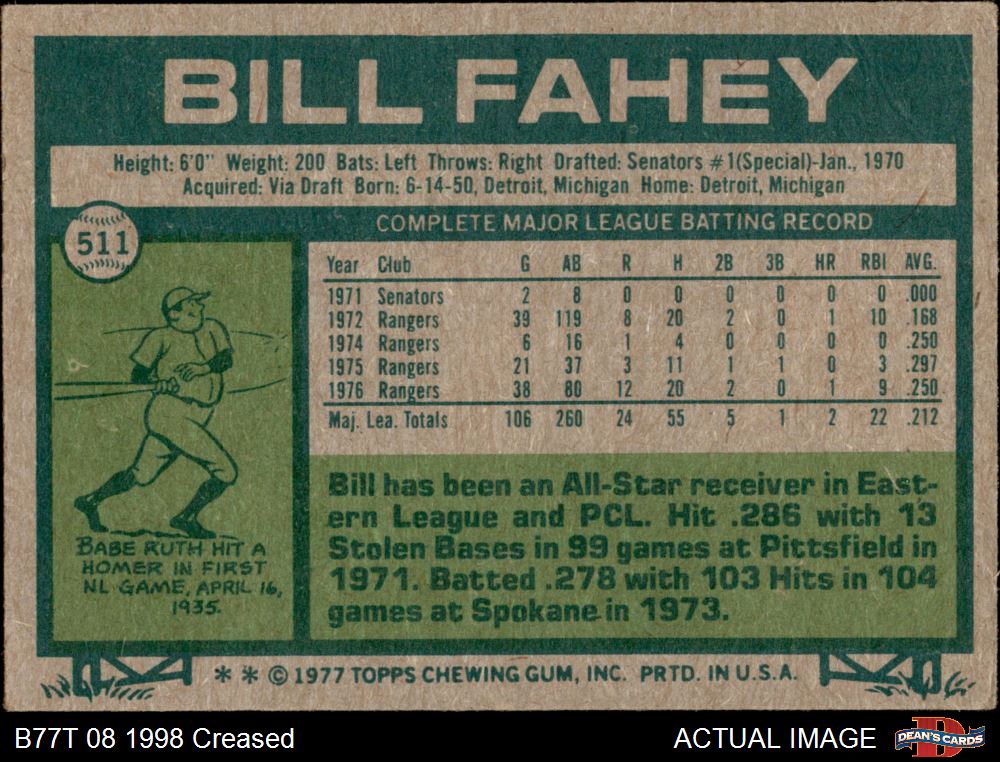 BILL FAHEY
Height: 6'0" Weight: 200 Bats: Left Throws: Right Drafted: Senators #1(Special)-Jan., 1970
Acquired: Via Draft Born: 6-14-50, Detroit, Michigan Home: Detroit, Michigan
511
COMPLETE MAJOR LEAGUE BATTING RECORD
Year Club G AB R H 2B 3B HR RBI AVG.
1971 Senators 2 8 0 0 0 0 0 0 .000
1972 Rangers 39 119 8 20 2 0 1 10 .168
1974 Rangers 6 16 1 4 0 0 0 0 .250
1975 Rangers 21 37 3 11 1 1 0 3 .297
1976 Rangers 38 80 12 20 2 0 1 9 .250
Maj. Lea. Totals 106 260 24 55 5 1 2 22 .212
BABE RUTH HIT A
HOMER IN FIRST
NL GAME, APRIL 16,
1935.
Bill has been an All-Star receiver in East-
ern League and PCL. Hit .286 with 13
Stolen Bases in 99 games at Pittsfield in
1971. Batted .278 with 103 Hits in 104
games at Spokane in 1973.
* * © 1977 TOPPS CHEWING GUM, INC. PRTD. IN U.S.A.
B77T 08 1998 Creased
ACTUAL IMAGE
D
DEAN'S CARDS